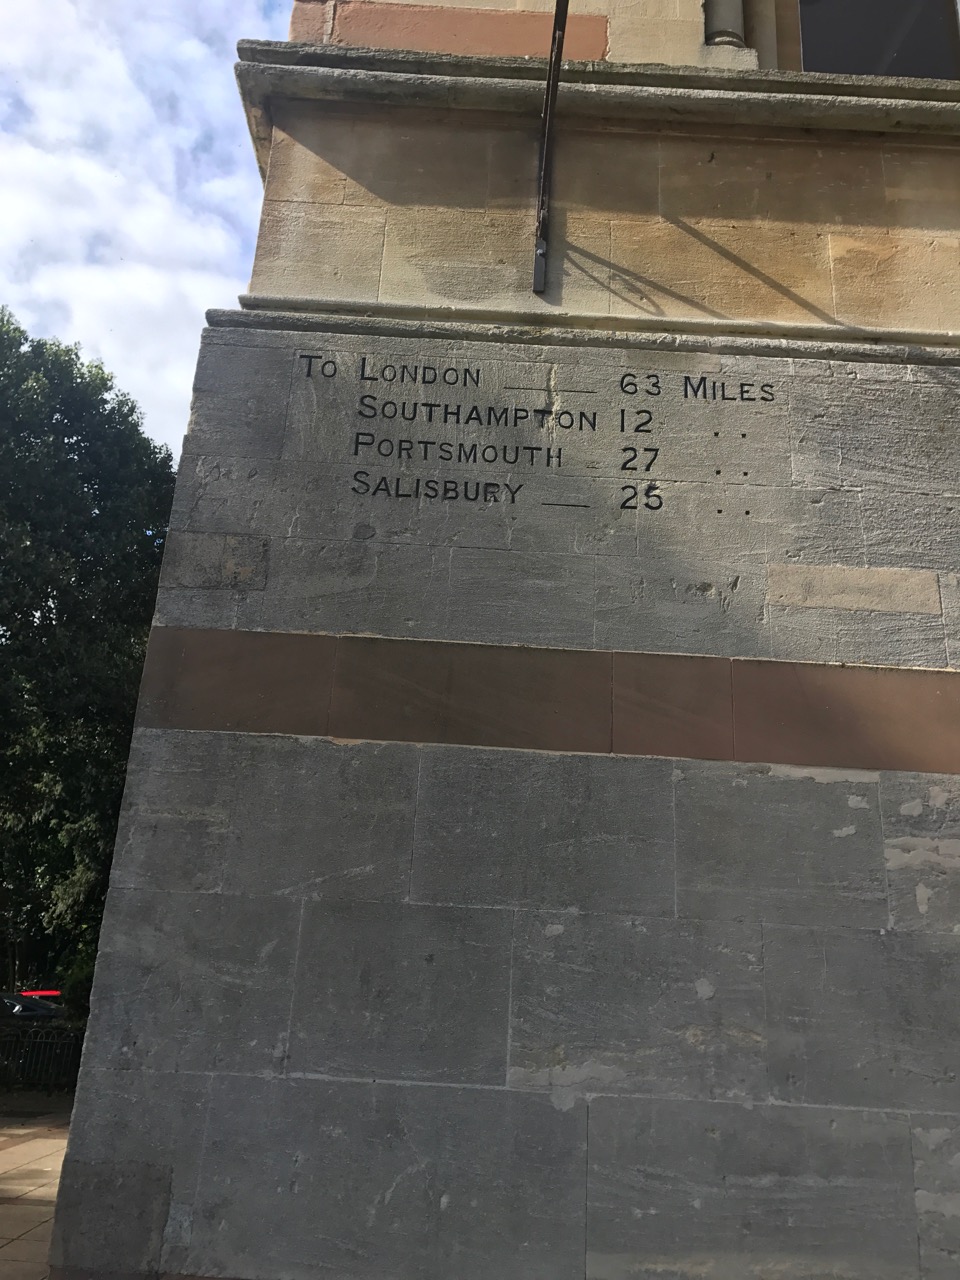 To London —— 63 Miles
Southampton 12 . .
Portsmouth – 27 . .
Salisbury — 25 . .